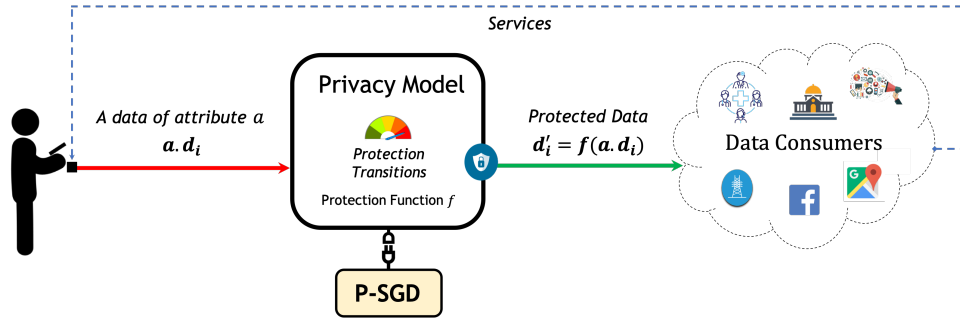 Services
Privacy Model
A data of attribute a
a.dᵢ
Protection
Transitions
Protection Function f
Protected Data
d′ᵢ = f(a.dᵢ)
Data Consumers
G
f
P-SGD